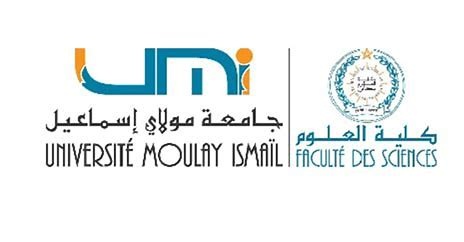 umi
جامعة مولاي إسماعيل
UNIVERSITÉ MOULAY ISMAÏL
كلية العلوم
FACULTÉ DES SCIENCES